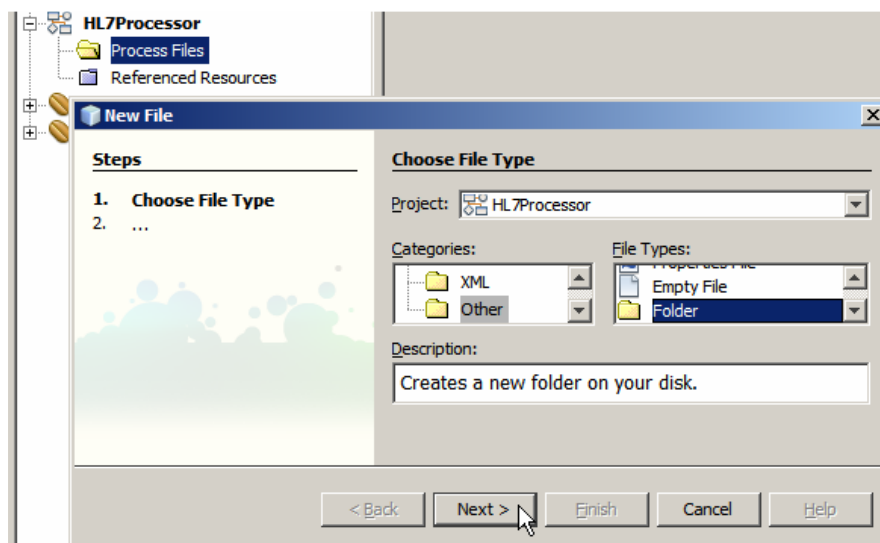 HL7Processor
Process Files
Referenced Resources
New File
Steps
1. Choose File Type
2. ...
Choose File Type
Project: HL7Processor
Categories:
XML
Other
File Types:
Properties File
Empty File
Folder
Description:
Creates a new folder on your disk.
< Back
Next >
Finish
Cancel
Help